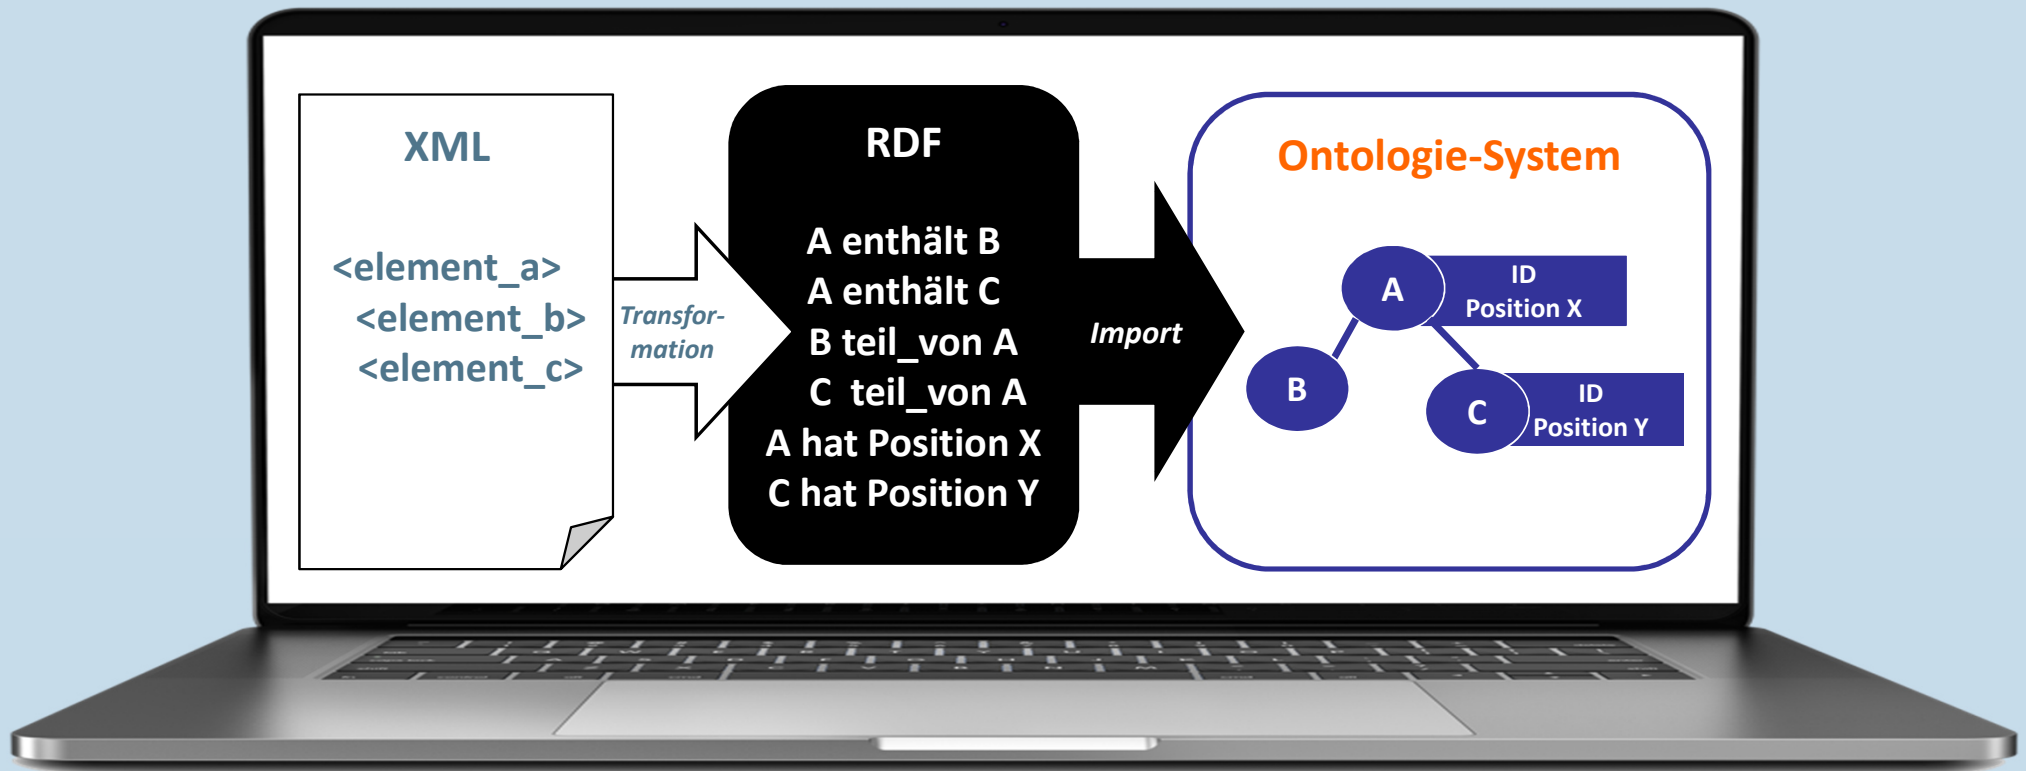 XML
<element_a>
<element_b>
<element_c>
Transfor-
mation
RDF
A enthält B
A enthält C
B teil_von A
C teil_von A
A hat Position X
C hat Position Y
Import
Ontologie-System
A
ID
Position X
B
C
ID
Position Y